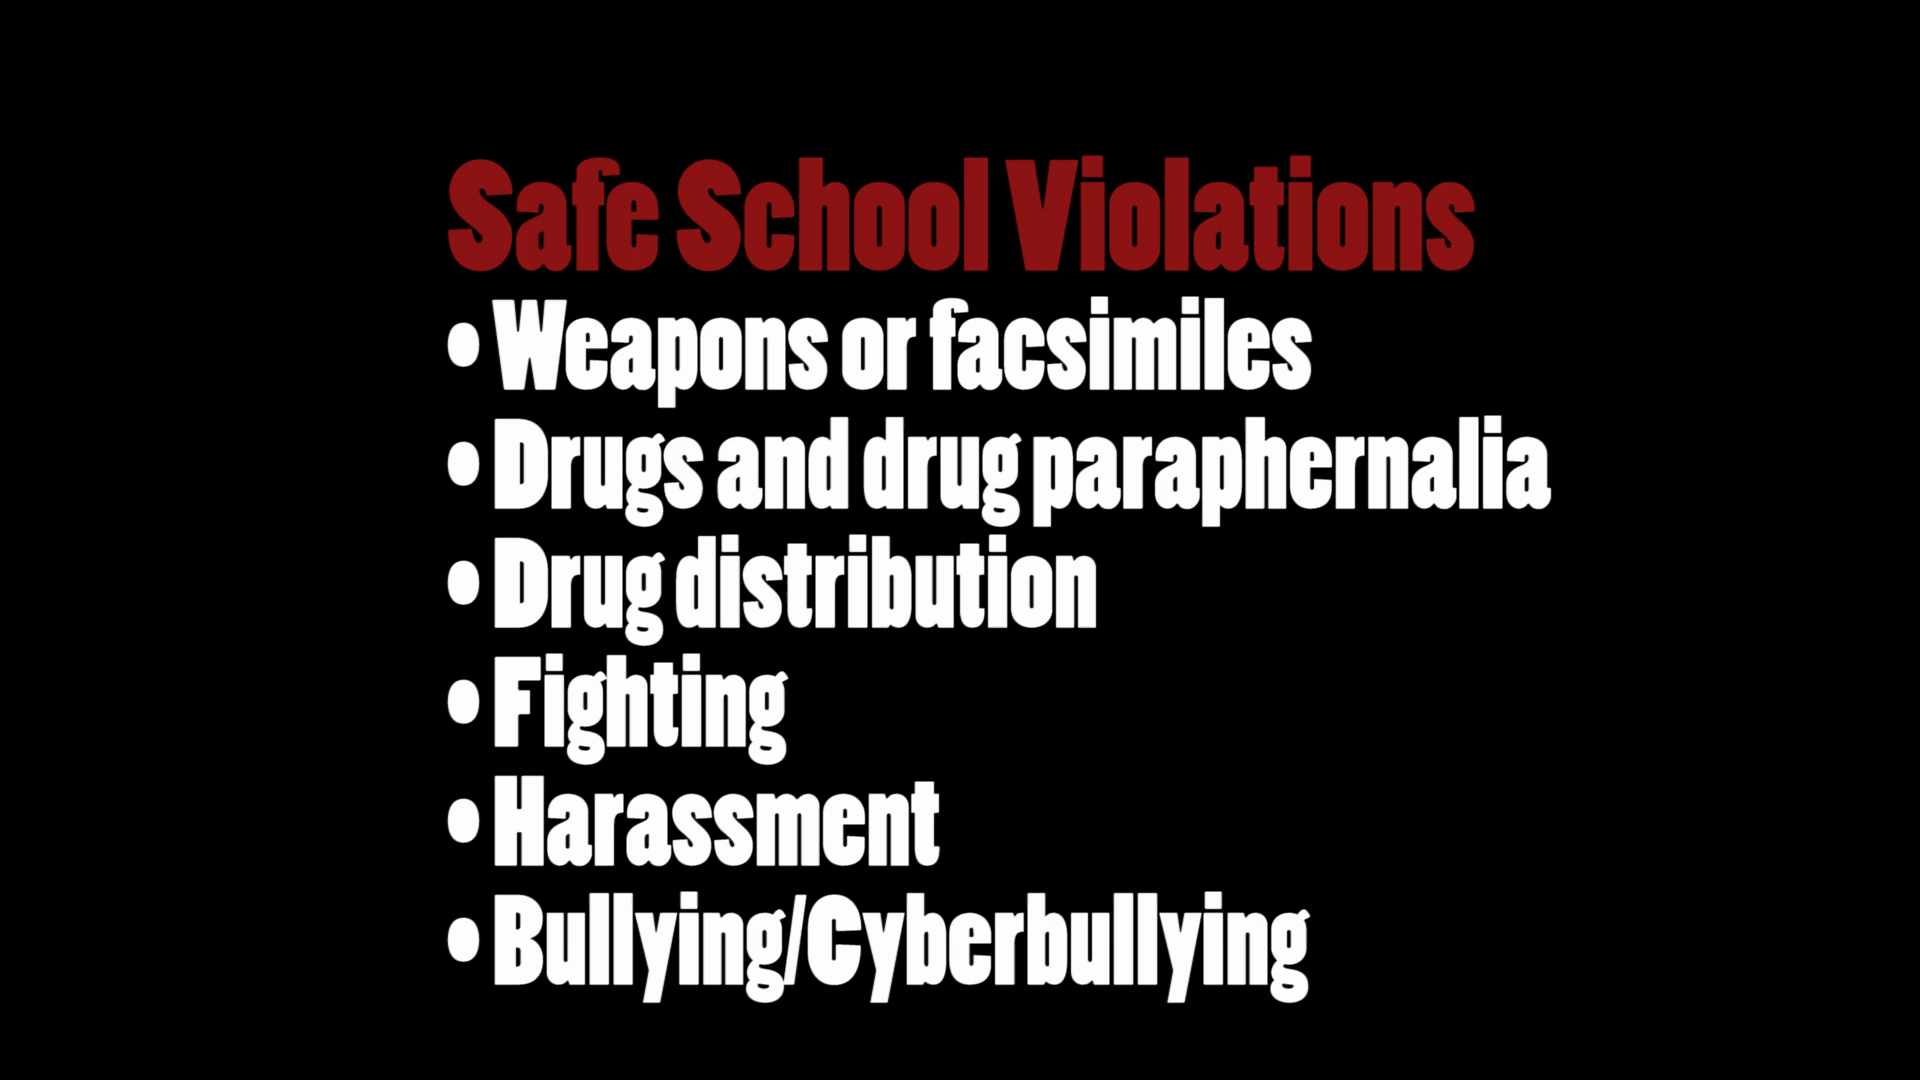 Safe School Violations
• Weapons or facsimiles
• Drugs and drug paraphernalia
• Drug distribution
• Fighting
• Harassment
• Bullying/Cyberbullying